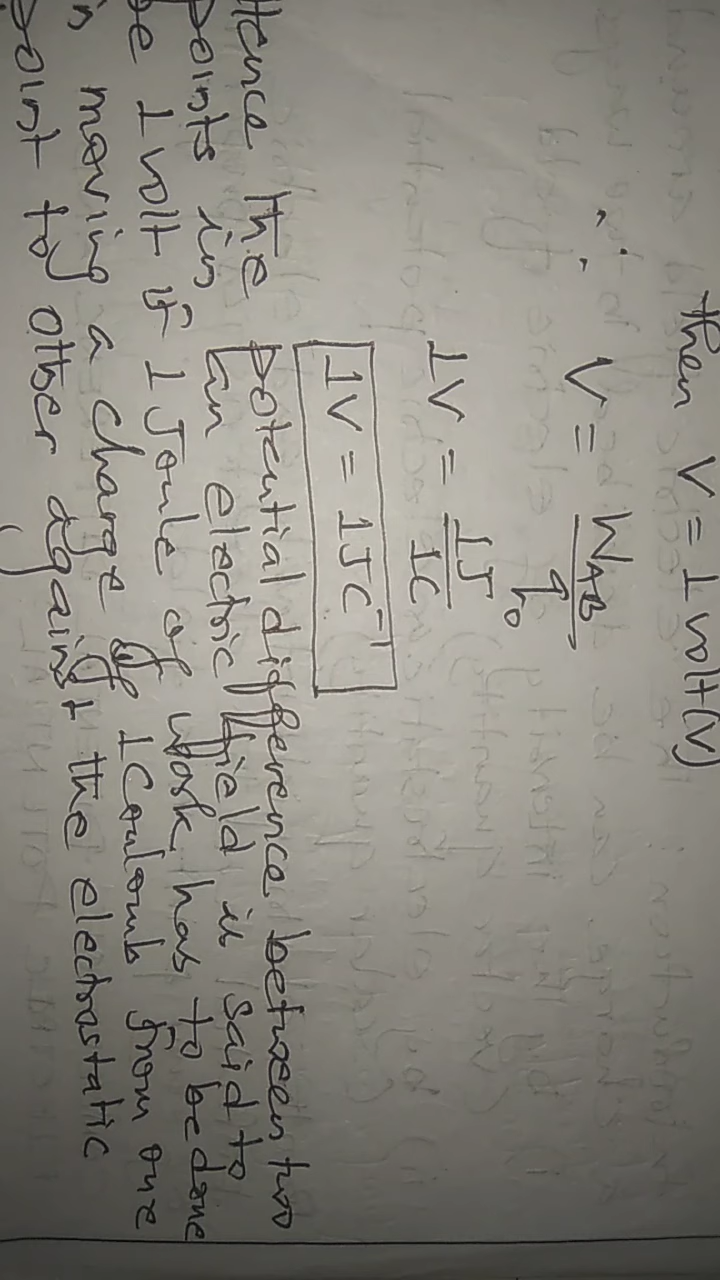 then V = 1 volt (V)
∴ V = W_AB / q₀
1V = 1J / 1C
1V = 1JC⁻¹
Hence the potential difference between two
points in an electric field is said to
be 1 volt if 1 Joule of work has to be done
in moving a charge of 1 Coulomb from one
point to other against the electrostatic